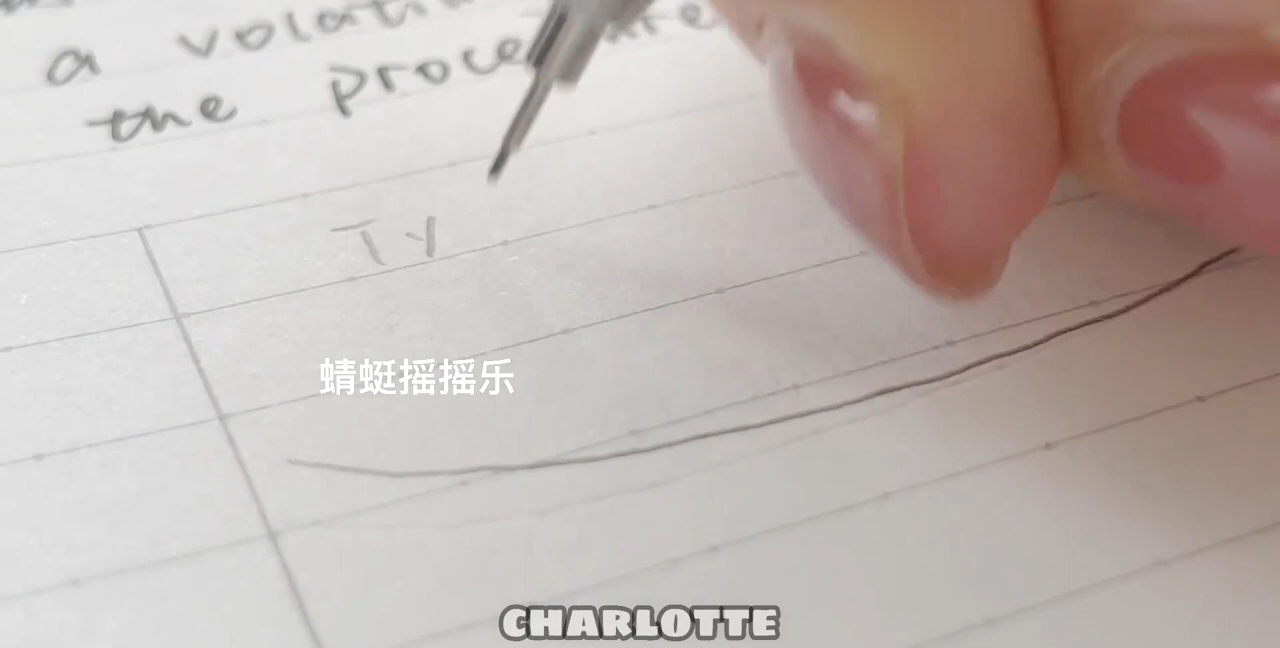 a volati
the proce
Ty
蜻蜓摇摇乐
CHARLOTTE